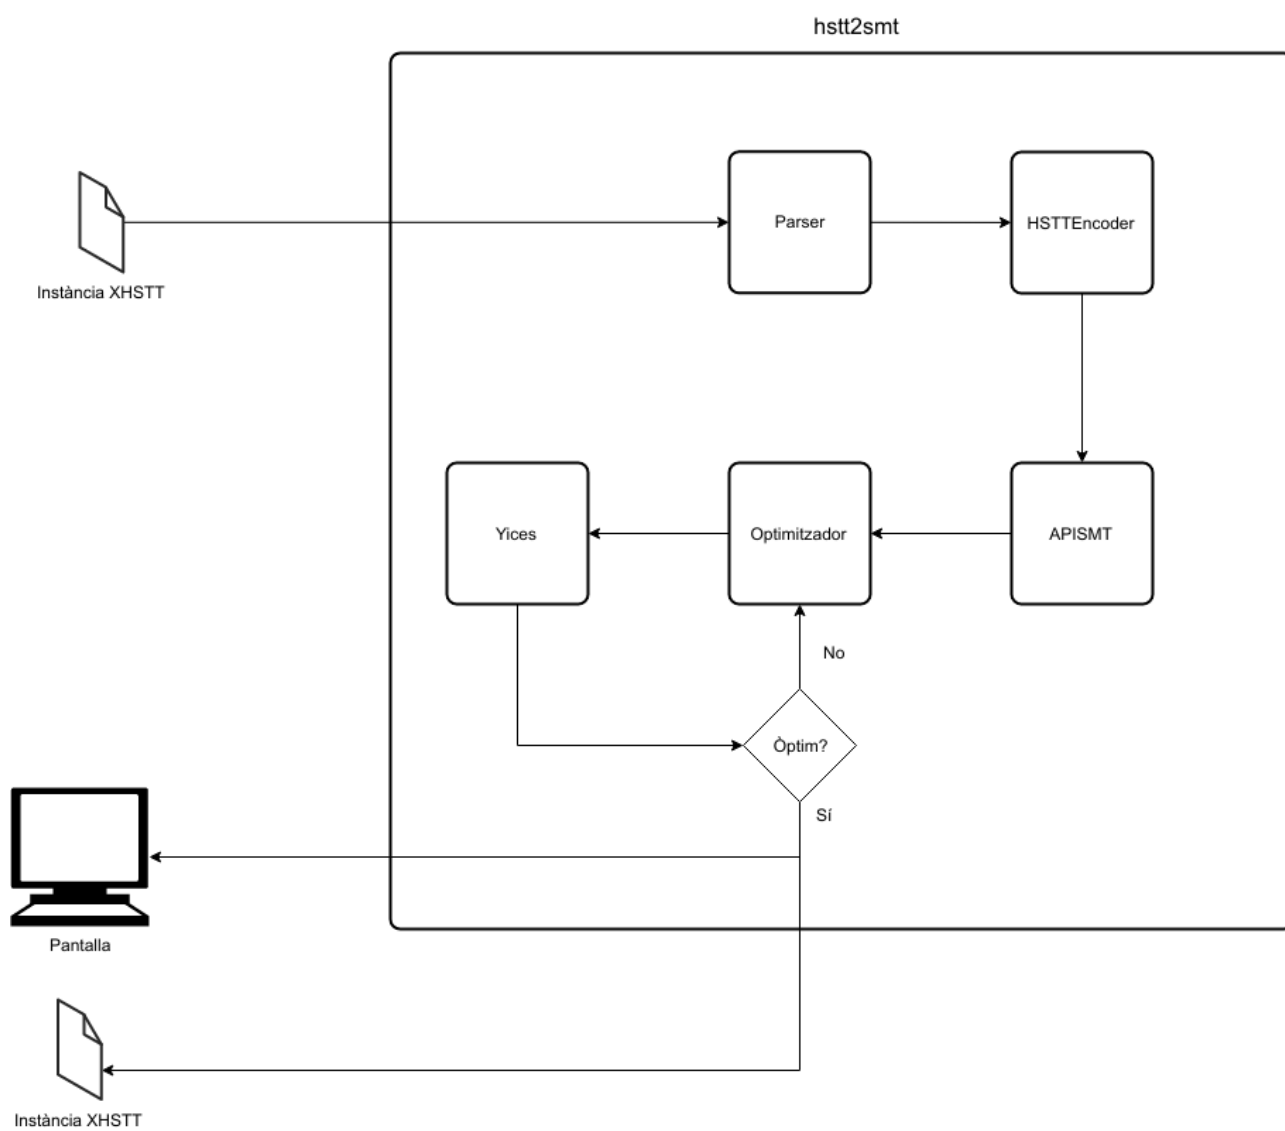 hstt2smt
Parser
HSTTEncoder
Instància XHSTT
Yices
Optimitzador
APISMT
No
Òptim?
Sí
Pantalla
Instància XHSTT